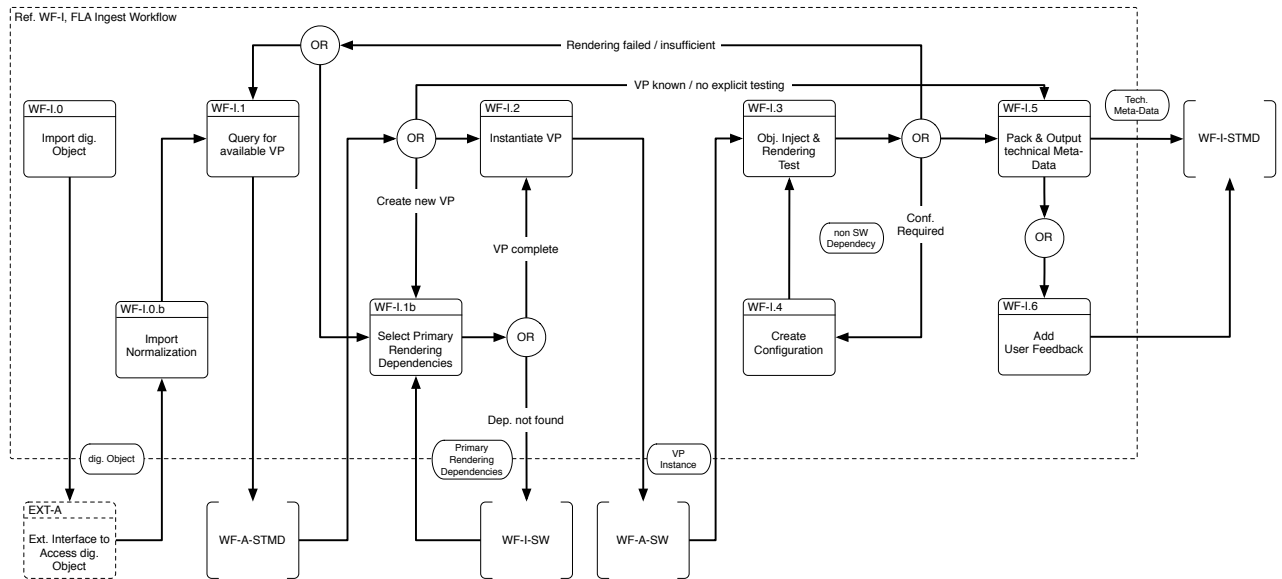 Ref. WF-I, FLA Ingest Workflow
OR
Rendering failed / insufficient
VP known / no explicit testing
WF-I.0
Import dig.
Object
WF-I.1
Query for
available VP
OR
WF-I.2
Instantiate VP
WF-I.3
Obj. Inject &
Rendering
Test
OR
WF-I.5
Pack & Output
technical Meta-
Data
Tech.
Meta-Data
WF-I-STMD
Create new VP
VP complete
non SW
Dependecy
Conf.
Required
OR
WF-I.0.b
Import
Normalization
WF-I.1b
Select Primary
Rendering
Dependencies
OR
WF-I.4
Create
Configuration
WF-I.6
Add
User Feedback
Dep. not found
dig. Object
Primary
Rendering
Dependencies
VP
Instance
EXT-A
Ext. Interface to
Access dig.
Object
WF-A-STMD
WF-I-SW
WF-A-SW